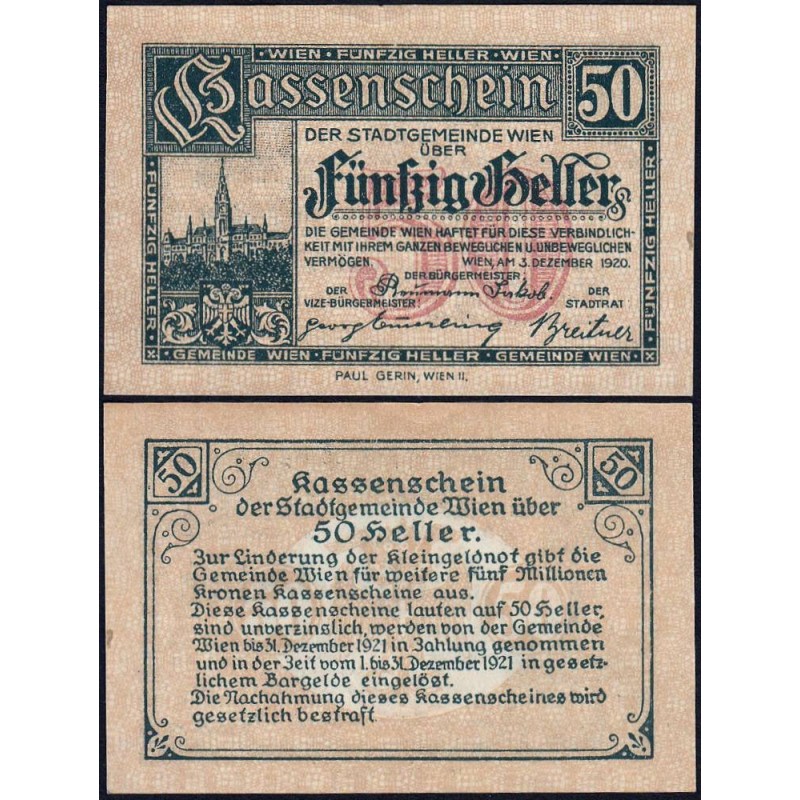 · WIEN · FÜNFZIG HELLER · WIEN ·
Kassenschein 50
DER STADTGEMEINDE WIEN
ÜBER
Fünfzig Heller
DIE GEMEINDE WIEN HAFTET FÜR DIESE VERBINDLICH-
KEIT MIT IHREM GANZEN BEWEGLICHEN U. UNBEWEGLICHEN
VERMÖGEN. WIEN, AM 3. DEZEMBER 1920.
DER BÜRGERMEISTER:
DER Reumann Jakob. DER
VIZE-BÜRGERMEISTER: STADTRAT
Georg Emmerling Breitner
· FÜNFZIG HELLER ·
· FÜNFZIG HELLER ·
50
GEMEINDE WIEN · FÜNFZIG HELLER · GEMEINDE WIEN ·
PAUL GERIN, WIEN II.
50 50
Kassenschein
der Stadtgemeinde Wien über
50 Heller.
Zur Linderung der Kleingeldnot gibt die
Gemeinde Wien für weitere fünf Millionen
Kronen Kassenscheine aus.
Diese Kassenscheine lauten auf 50 Heller,
sind unverzinslich, werden von der Gemeinde
Wien bis 31. Dezember 1921 in Zahlung genommen
und in der Zeit vom 1. bis 31. Dezember 1921 in gesetz-
lichem Bargelde eingelöst.
Die Nachahmung dieses Kassenscheines wird
gesetzlich bestraft.
50